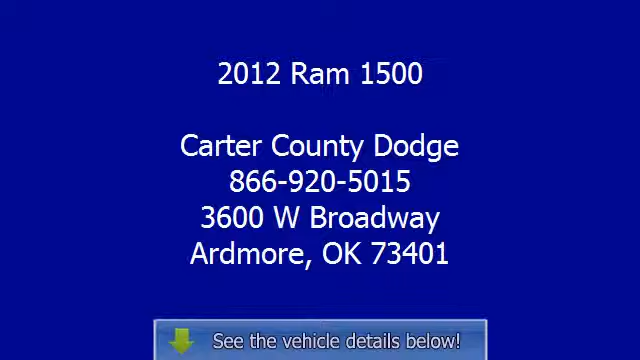 2012 Ram 1500
Carter County Dodge
866-920-5015
3600 W Broadway
Ardmore, OK 73401
See the vehicle details below!